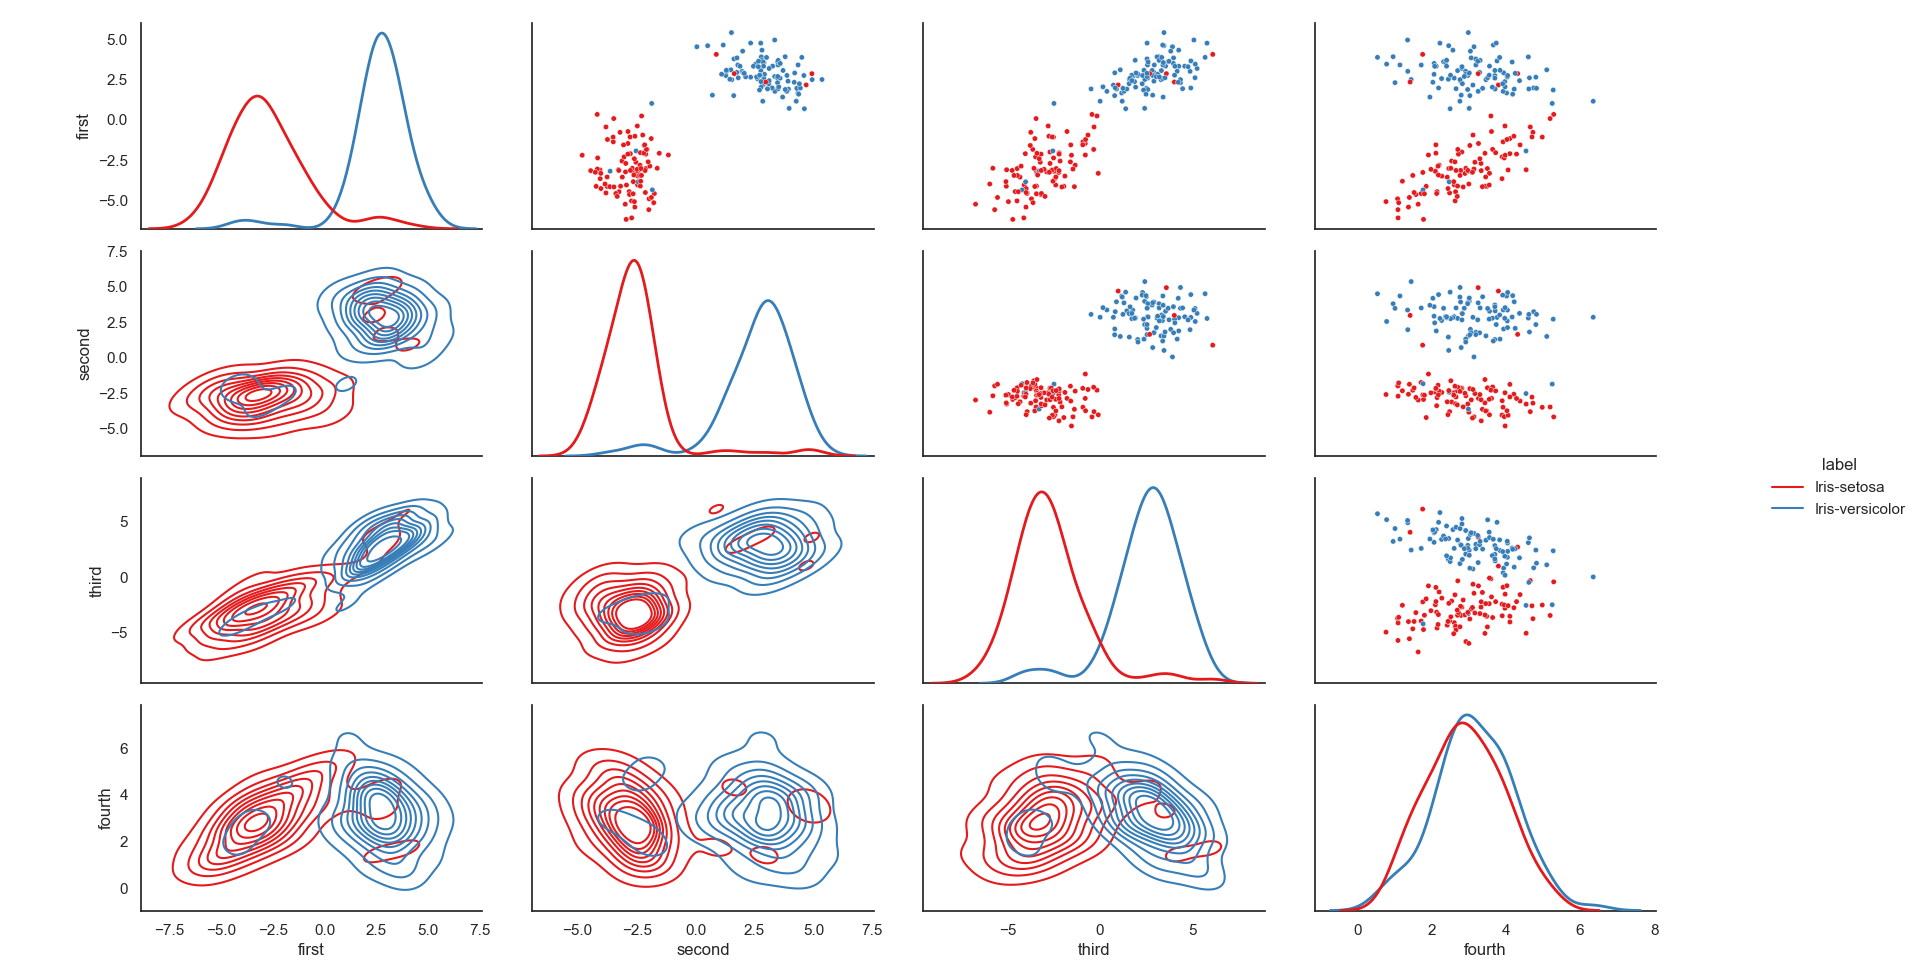 5.0
2.5
0.0
−2.5
−5.0
first
7.5
5.0
2.5
0.0
−2.5
−5.0
second
5
0
−5
third
label
Iris-setosa
Iris-versicolor
6
4
2
0
fourth
−7.5 −5.0 −2.5 0.0 2.5 5.0 7.5
first
−5.0 −2.5 0.0 2.5 5.0 7.5
second
−5 0 5
third
0 2 4 6 8
fourth